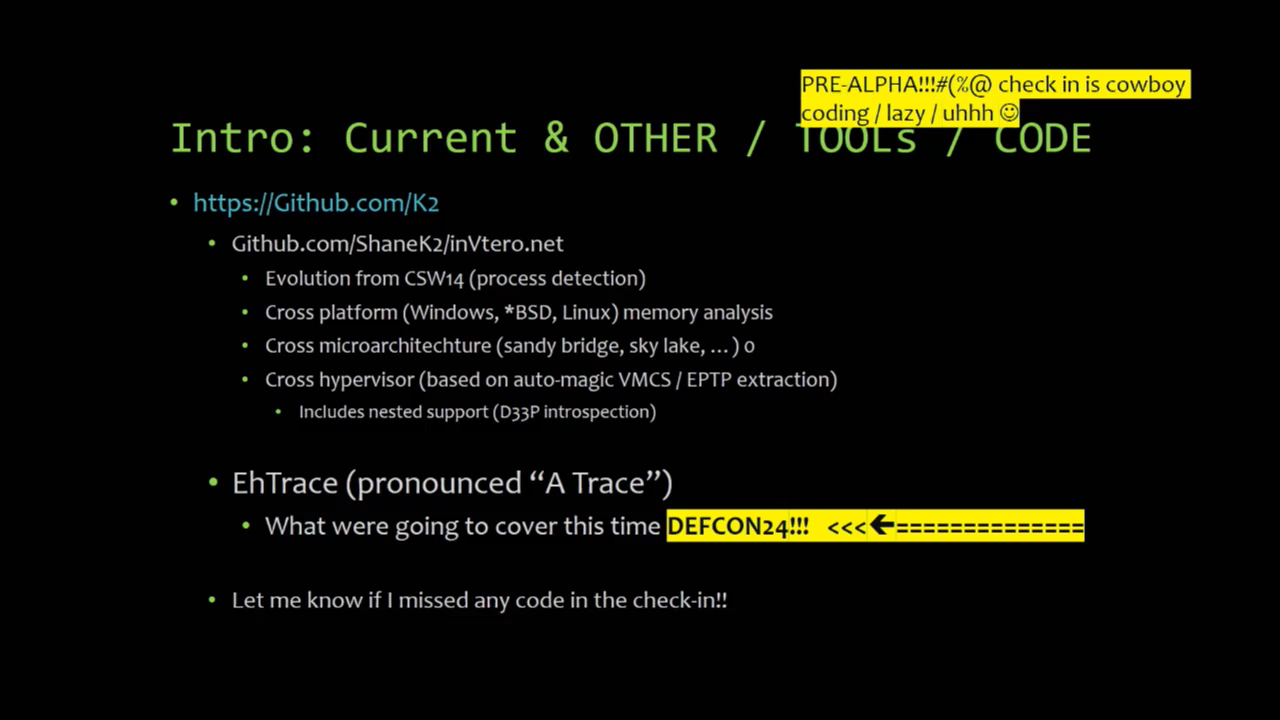 PRE-ALPHA!!!#(%@ check in is cowboy
coding / lazy / uhhh ☺
Intro: Current & OTHER / TOOLs / CODE
• https://Github.com/K2
• Github.com/ShaneK2/inVtero.net
• Evolution from CSW14 (process detection)
• Cross platform (Windows, *BSD, Linux) memory analysis
• Cross microarchitechture (sandy bridge, sky lake, …) 0
• Cross hypervisor (based on auto-magic VMCS / EPTP extraction)
• Includes nested support (D33P introspection)
• EhTrace (pronounced “A Trace”)
• What were going to cover this time DEFCON24!!! <<<🡸==============
• Let me know if I missed any code in the check-in!!